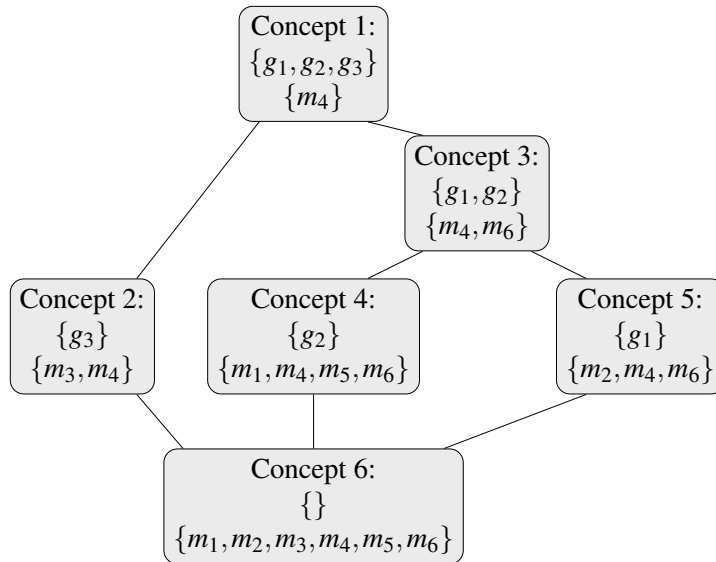 Concept 1:
{g₁, g₂, g₃}
{m₄}
Concept 3:
{g₁, g₂}
{m₄, m₆}
Concept 2:
{g₃}
{m₃, m₄}
Concept 4:
{g₂}
{m₁, m₄, m₅, m₆}
Concept 5:
{g₁}
{m₂, m₄, m₆}
Concept 6:
{}
{m₁, m₂, m₃, m₄, m₅, m₆}